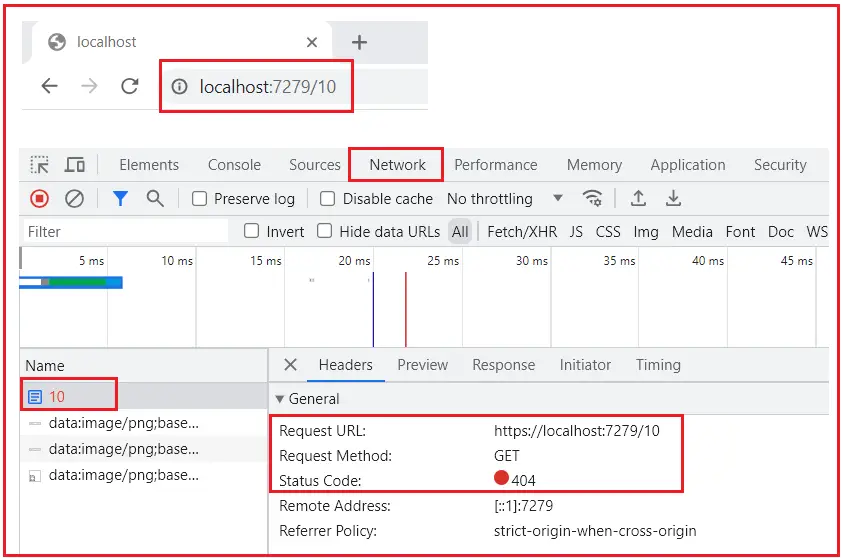 localhost
localhost:7279/10
Elements Console Sources Network Performance Memory Application Security
Preserve log Disable cache No throttling
Filter Invert Hide data URLs All Fetch/XHR JS CSS Img Media Font Doc WS
5 ms 10 ms 15 ms 20 ms 25 ms 30 ms 35 ms 40 ms 45 ms
Name
10
data:image/png;base...
data:image/png;base...
data:image/png;base...
Headers Preview Response Initiator Timing
General
Request URL: https://localhost:7279/10
Request Method: GET
Status Code: 404
Remote Address: [::1]:7279
Referrer Policy: strict-origin-when-cross-origin